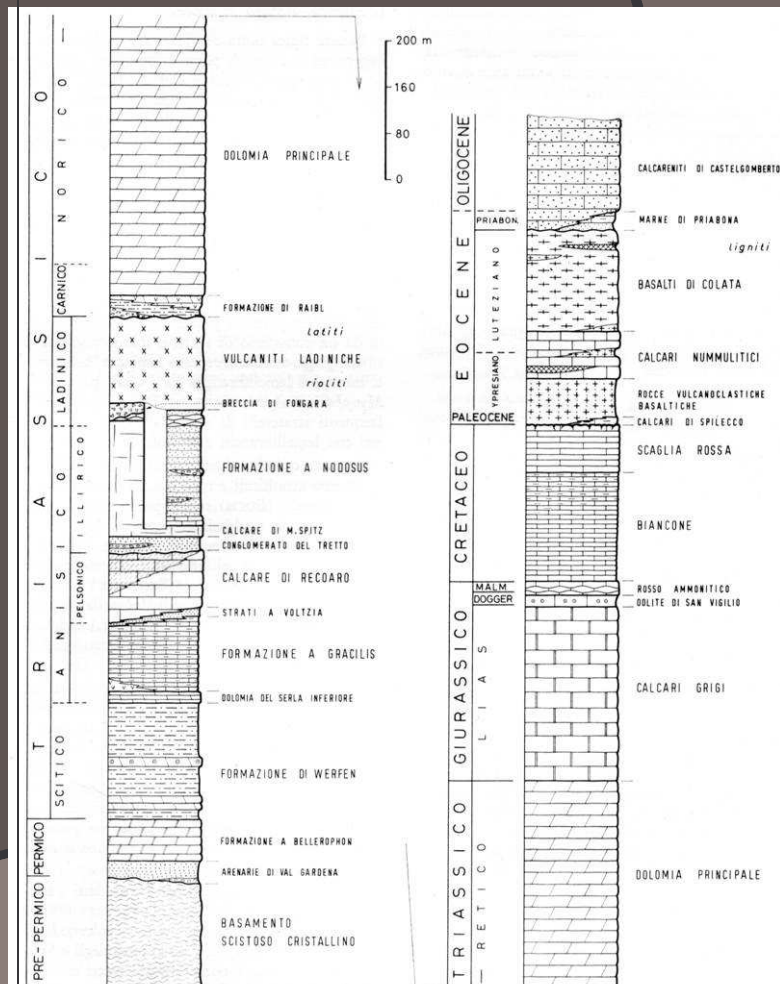 200 m
160
80
0
TRIASSICO
NORICO —
CARNICO
LADINICO
ANISICO
ILLIRICO
PELSONICO
SCITICO
PERMICO
PRE-PERMICO
DOLOMIA PRINCIPALE
FORMAZIONE DI RAIBL
latiti
VULCANITI LADINICHE
rioliti
BRECCIA DI FONGARA
FORMAZIONE A NODOSUS
CALCARE DI M.SPITZ
CONGLOMERATO DEL TRETTO
CALCARE DI RECOARO
STRATI A VOLTZIA
FORMAZIONE A GRACILIS
DOLOMIA DEL SERLA INFERIORE
FORMAZIONE DI WERFEN
FORMAZIONE A BELLEROPHON
ARENARIE DI VAL GARDENA
BASAMENTO
SCISTOSO CRISTALLINO
OLIGOCENE
EOCENE
PRIABON.
LUTEZIANO
YPRESIANO
PALEOCENE
CRETACEO
GIURASSICO
MALM
DOGGER
LIAS
TRIASSICO
— RETICO
CALCARENITI DI CASTELGOMBERTO
MARNE DI PRIABONA
ligniti
BASALTI DI COLATA
CALCARI NUMMULITICI
ROCCE VULCANOCLASTICHE
BASALTICHE
CALCARI DI SPILECCO
SCAGLIA ROSSA
BIANCONE
ROSSO AMMONITICO
OOLITE DI SAN VIGILIO
CALCARI GRIGI
DOLOMIA PRINCIPALE